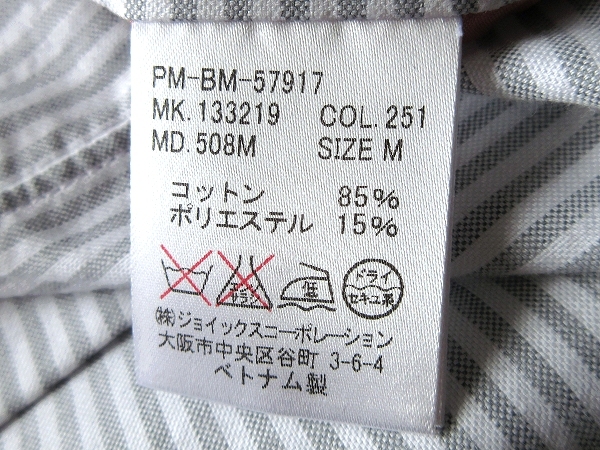 PM-BM-57917
MK.133219 COL.251
MD.508M SIZE M
コットン 85%
ポリエステル 15%
低
ドライ
セキユ系
㈱ジョイックスコーポレーション
大阪市中央区谷町 3-6-4
ベトナム製